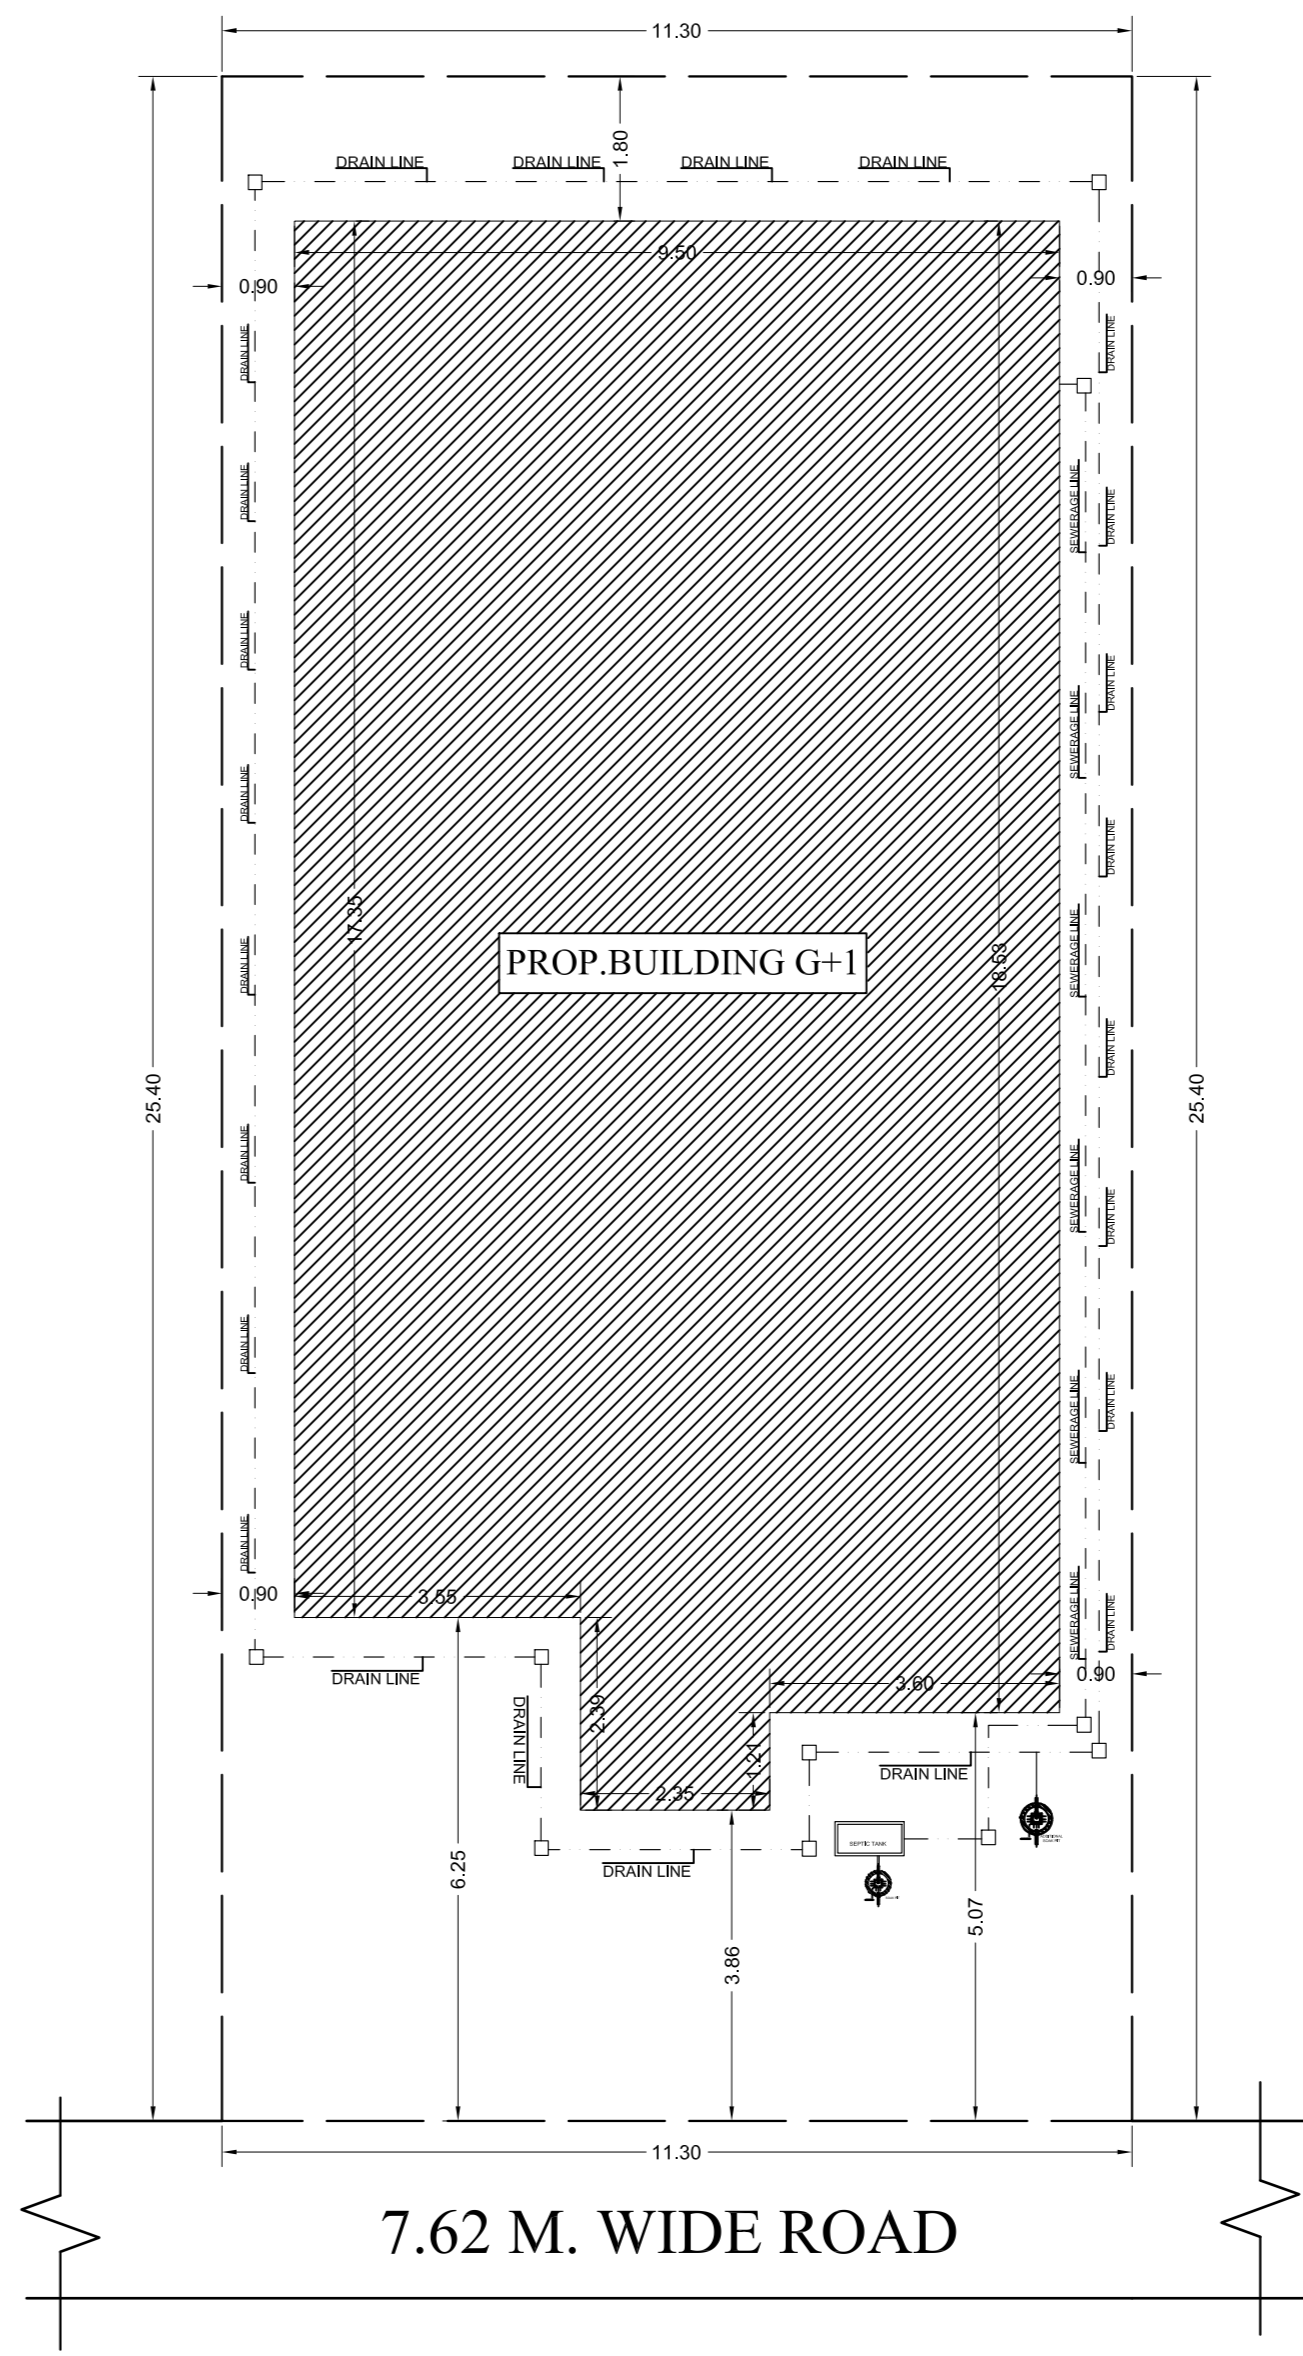 11.30
1.80
DRAIN LINE DRAIN LINE DRAIN LINE DRAIN LINE
9.50
0.90
0.90
DRAIN LINE
DRAIN LINE
DRAIN LINE
DRAIN LINE
DRAIN LINE
DRAIN LINE
DRAIN LINE
DRAIN LINE
SEWERAGE LINE
SEWERAGE LINE
SEWERAGE LINE
SEWERAGE LINE
SEWERAGE LINE
SEWERAGE LINE
DRAIN LINE
DRAIN LINE
DRAIN LINE
DRAIN LINE
DRAIN LINE
DRAIN LINE
DRAIN LINE
DRAIN LINE
17.35
18.53
PROP.BUILDING G+1
25.40
25.40
0.90
3.55
0.90
3.60
DRAIN LINE
DRAIN LINE
2.39
1.21
2.35
DRAIN LINE
SEPTIC TANK
DRAIN LINE
6.25
5.07
3.86
11.30
7.62 M. WIDE ROAD